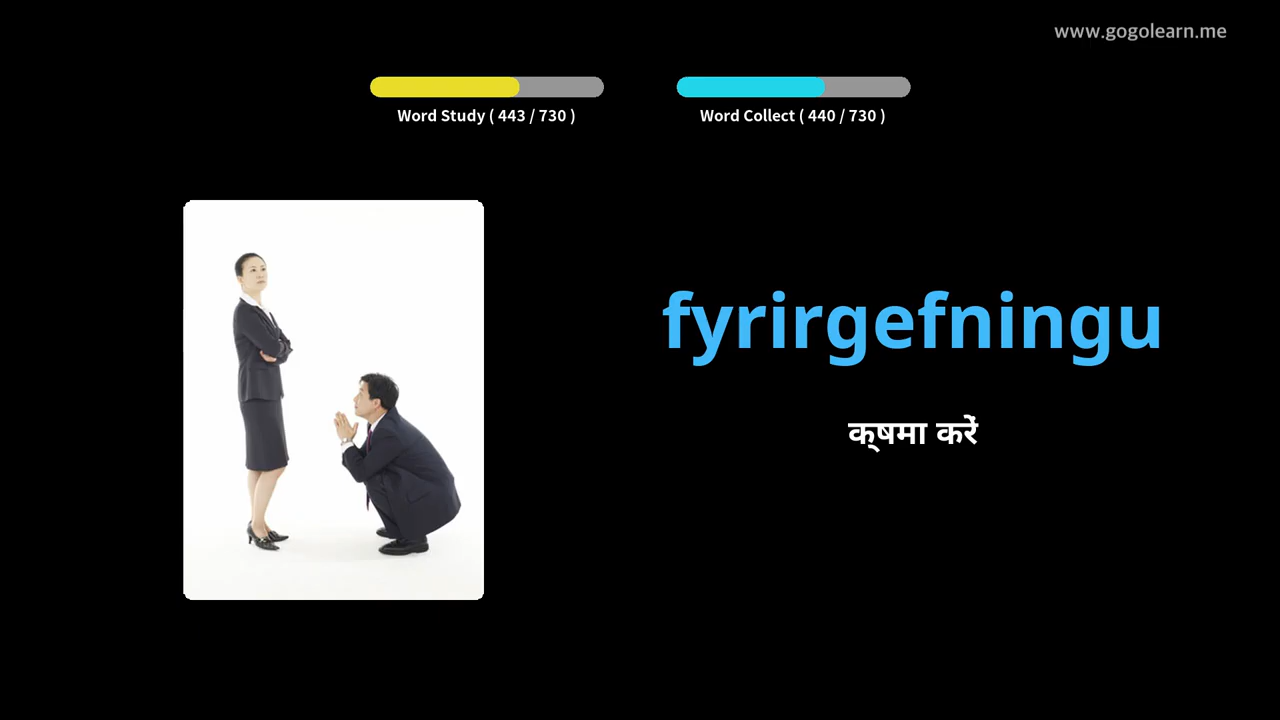 www.gogolearn.me
Word Study ( 443 / 730 )
Word Collect ( 440 / 730 )
fyrirgefningu
क्षमा करें